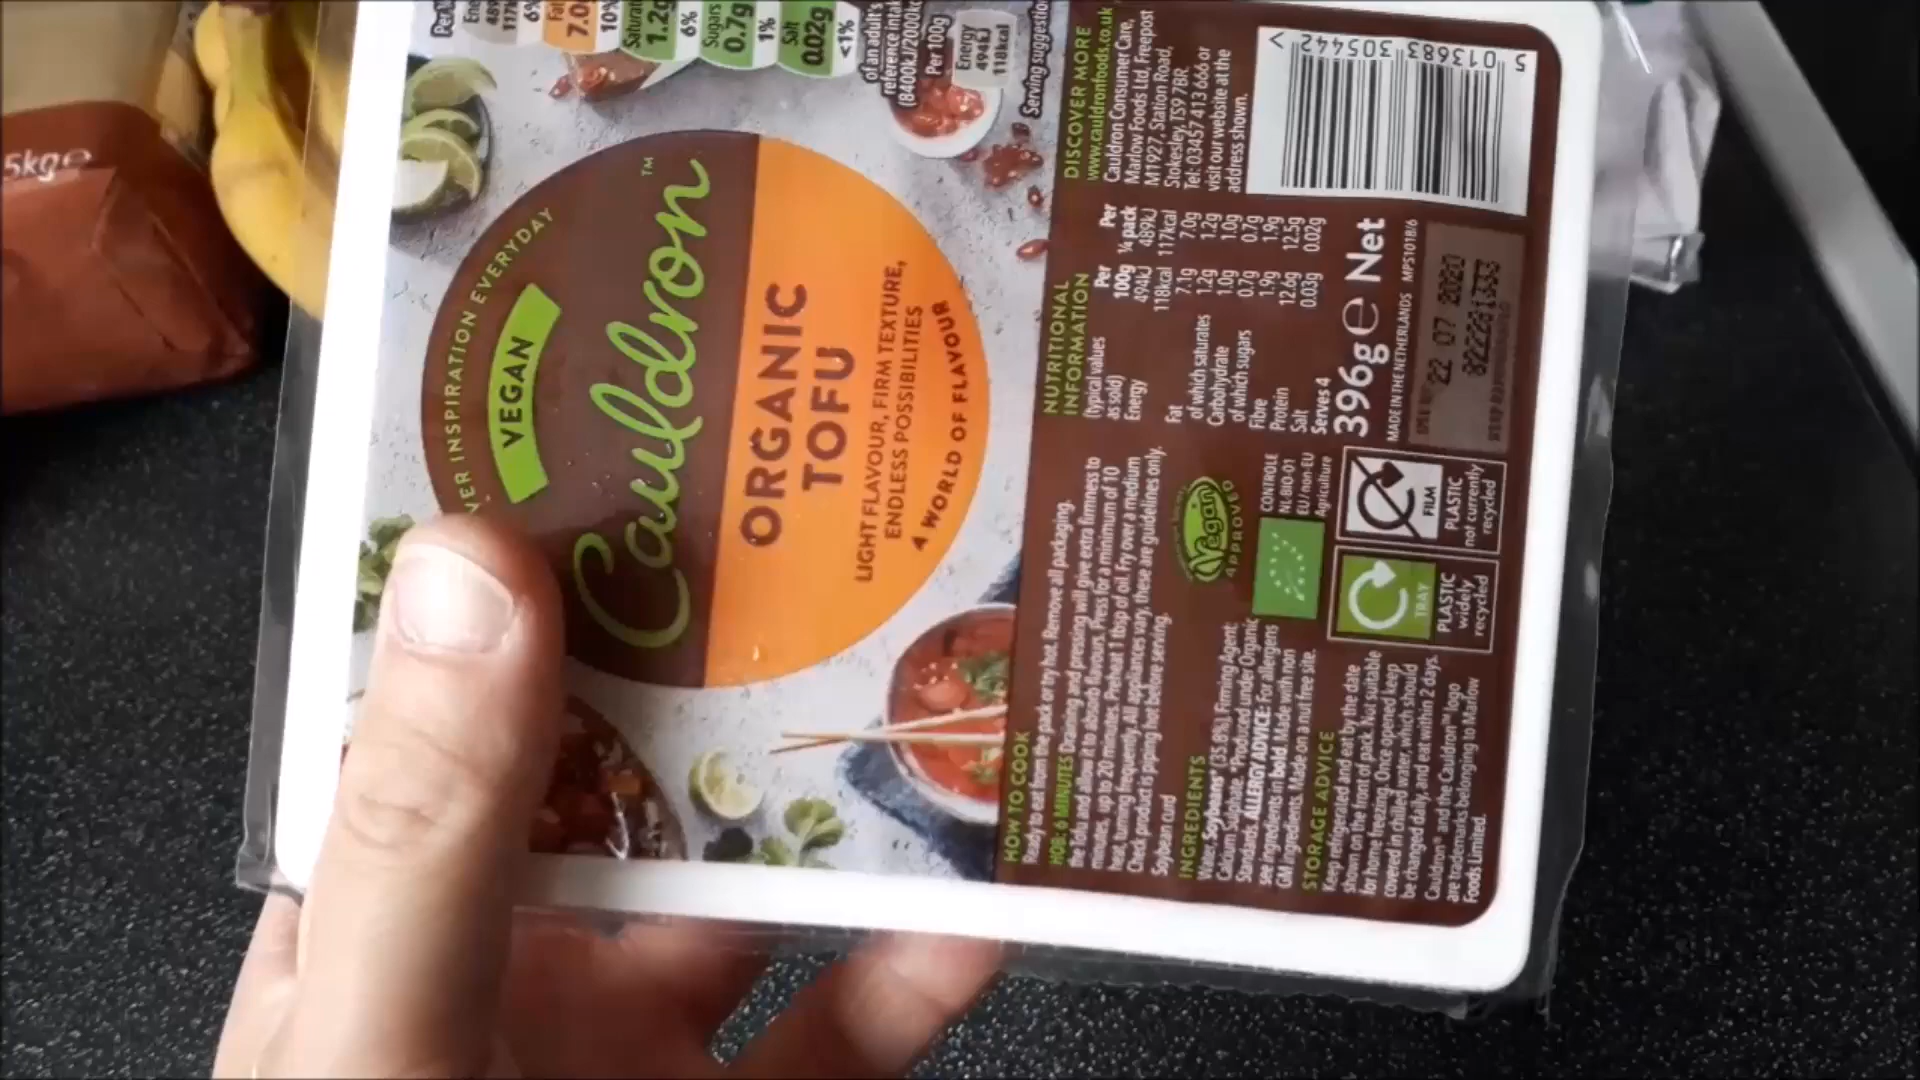 5kg℮
6%
7.0g
10%
1.2g
6%
Sugars
0.7g
1%
Salt
0.02g
<1%
of an adult's
reference intake
(8400kJ/2000kcal)
Per 100g
Energy
494kJ
118kcal
Serving suggestion
INSPIRATION EVERYDAY
VEGAN
Cauldron™
ORGANIC
TOFU
LIGHT FLAVOUR, FIRM TEXTURE,
ENDLESS POSSIBILITIES
A WORLD OF FLAVOUR
HOW TO COOK
Ready to eat from the pack or try hot. Remove all packaging.
HOB: 6 MINUTES Draining and pressing will give extra firmness to
the tofu and allow it to absorb flavours. Press for a minimum of 10
minutes, up to 20 minutes. Preheat 1 tbsp of oil. Fry over a medium
heat, turning frequently. All appliances vary, these are guidelines only.
Check product is piping hot before serving.
Soybean curd
INGREDIENTS
Water, Soybeans* (35.8%), Firming Agent:
Calcium Sulphate. *Produced under Organic
Standards. ALLERGY ADVICE: For allergens
see ingredients in bold. Made with non
GM ingredients. Made on a nut free site.
STORAGE ADVICE
Keep refrigerated and eat by the date
shown on the front of pack. Not suitable
for home freezing. Once opened keep
covered in chilled water, which should
be changed daily, and eat within 2 days.
Cauldron® and the Cauldron™ logo
are trademarks belonging to Marlow
Foods Limited.
Vegan
APPROVED
CONTROLE
NL-BIO-01
EU/non-EU
Agriculture
TRAY
PLASTIC
widely
recycled
FILM
PLASTIC
not currently
recycled
NUTRITIONAL
INFORMATION
(typical values
as sold)
Per
100g
Per
¼ pack
Energy 494kJ 489kJ
118kcal 117kcal
Fat 7.1g 7.0g
of which saturates 1.2g 1.2g
Carbohydrate 1.0g 1.0g
of which sugars 0.7g 0.7g
Fibre 1.9g 1.9g
Protein 12.6g 12.5g
Salt 0.03g 0.02g
Serves 4
396g℮ Net
MADE IN THE NETHERLANDS MPS1018/6
22 07 2020
DISCOVER MORE
www.cauldronfoods.co.uk
Cauldron Consumer Care,
Marlow Foods Ltd, Freepost
M1927, Station Road,
Stokesley, TS9 7BR.
Tel: 03457 413 666 or
visit our website at the
address shown.
5 013683 305442 >